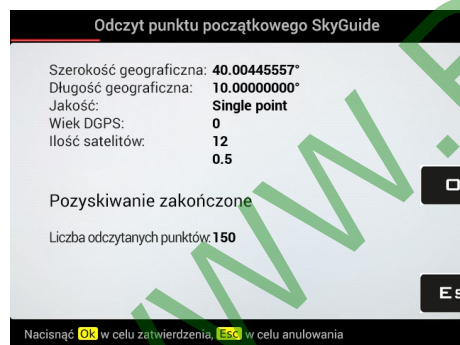 Odczyt punktu początkowego SkyGuide
Szerokość geograficzna: 40.00445557°
Długość geograficzna: 10.00000000°
Jakość: Single point
Wiek DGPS: 0
Ilość satelitów: 12
0.5
Pozyskiwanie zakończone
Liczba odczytanych punktów: 150
Nacisnąć Ok w celu zatwierdzenia, Esc w celu anulowania